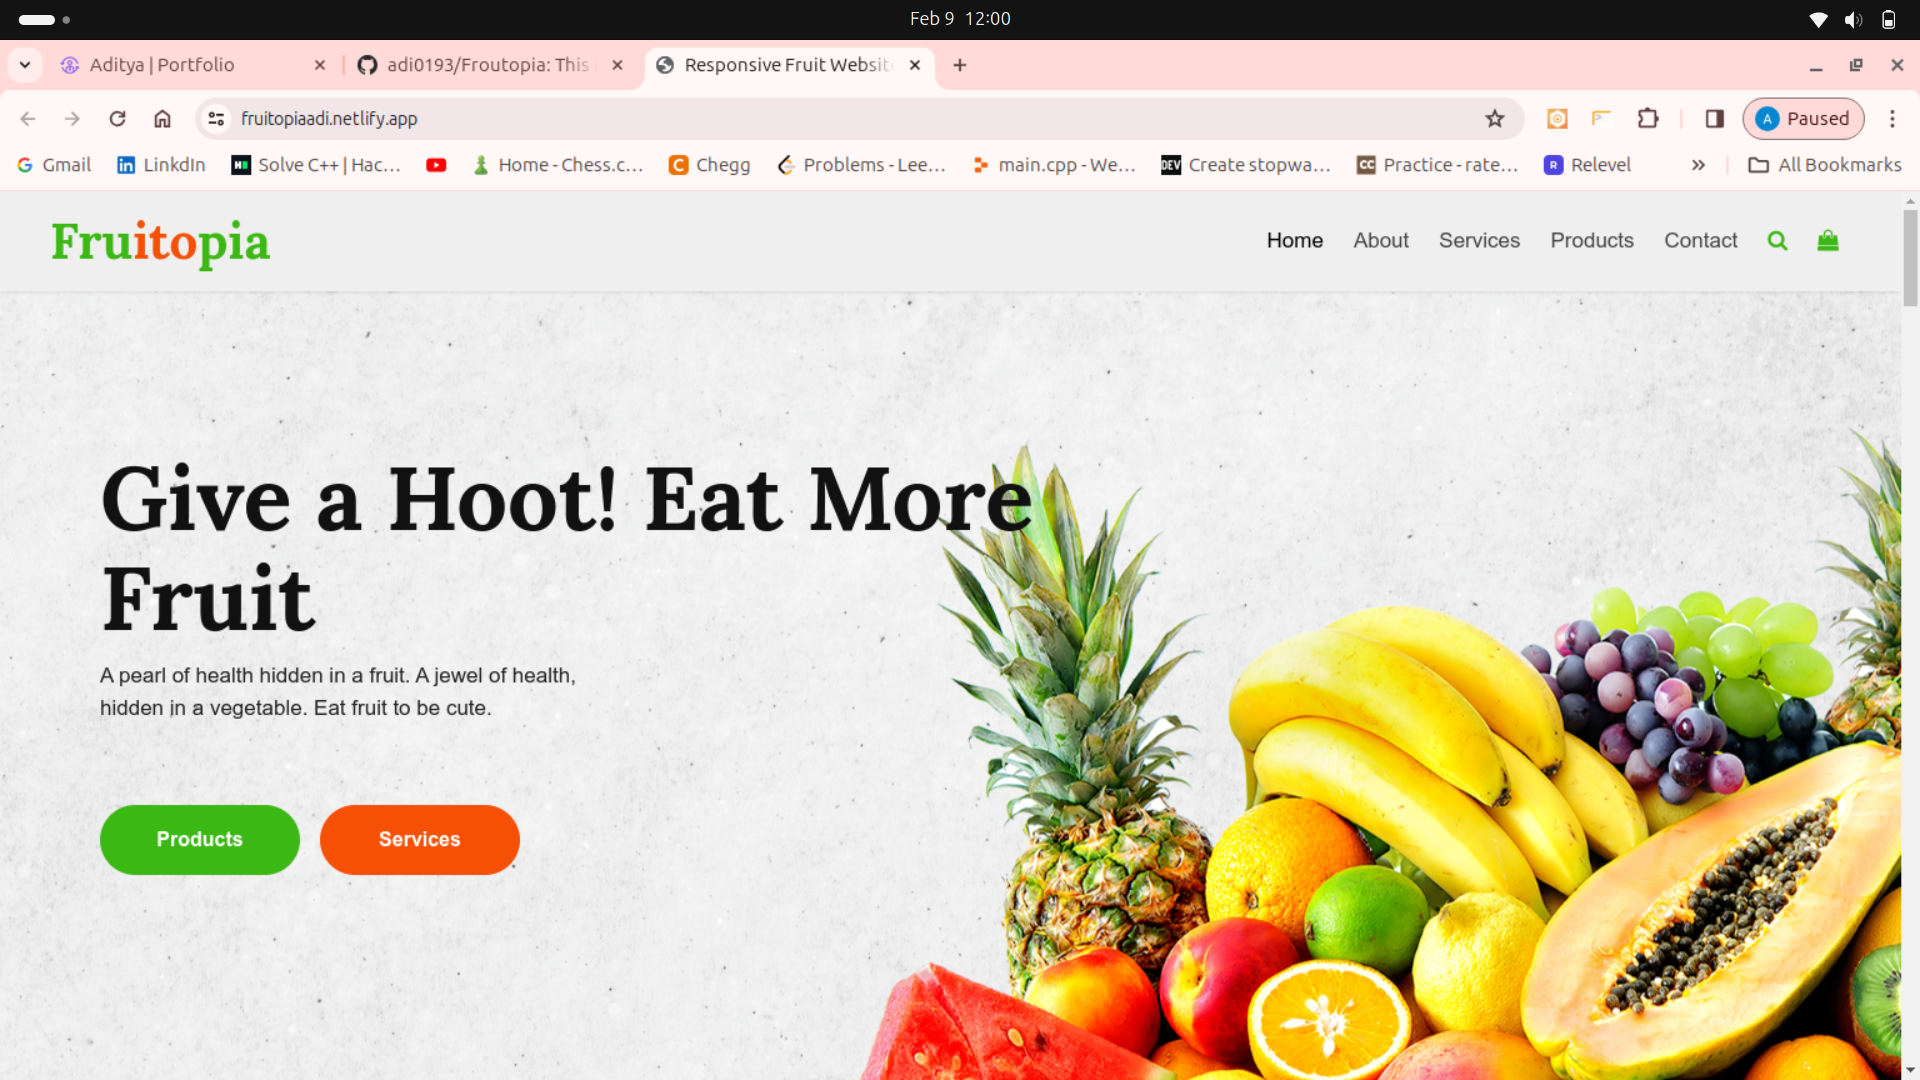 Feb 9 12:00
Aditya | Portfolio
adi0193/Froutopia: This
Responsive Fruit Websit
fruitopiaadi.netlify.app
A Paused
Gmail
LinkdIn
Solve C++ | Hac...
Home - Chess.c...
Chegg
Problems - Lee...
main.cpp - We...
DEV Create stopwa...
CC Practice - rate...
R Relevel
All Bookmarks
Fruitopia
Home About Services Products Contact
Give a Hoot! Eat More
Fruit
A pearl of health hidden in a fruit. A jewel of health,
hidden in a vegetable. Eat fruit to be cute.
Products Services